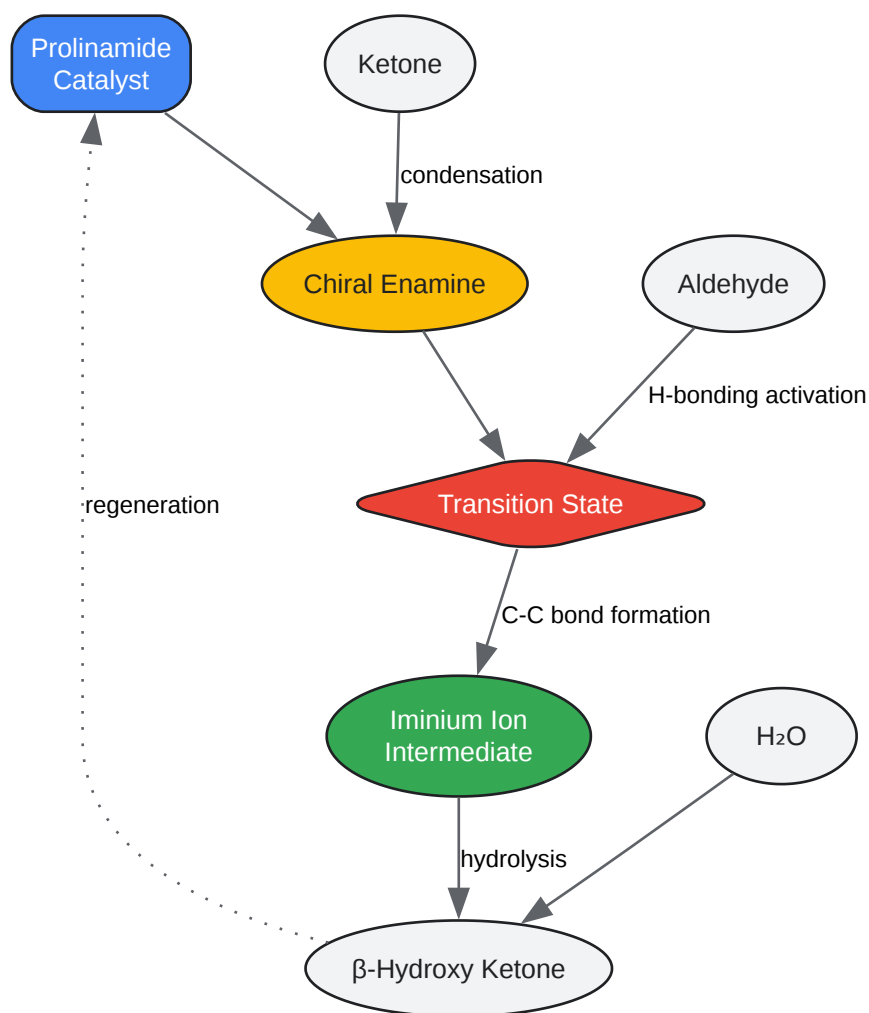 Prolinamide
Catalyst
Ketone
condensation
Chiral Enamine
Aldehyde
H-bonding activation
Transition State
regeneration
C-C bond formation
Iminium Ion
Intermediate
H₂O
hydrolysis
β-Hydroxy Ketone